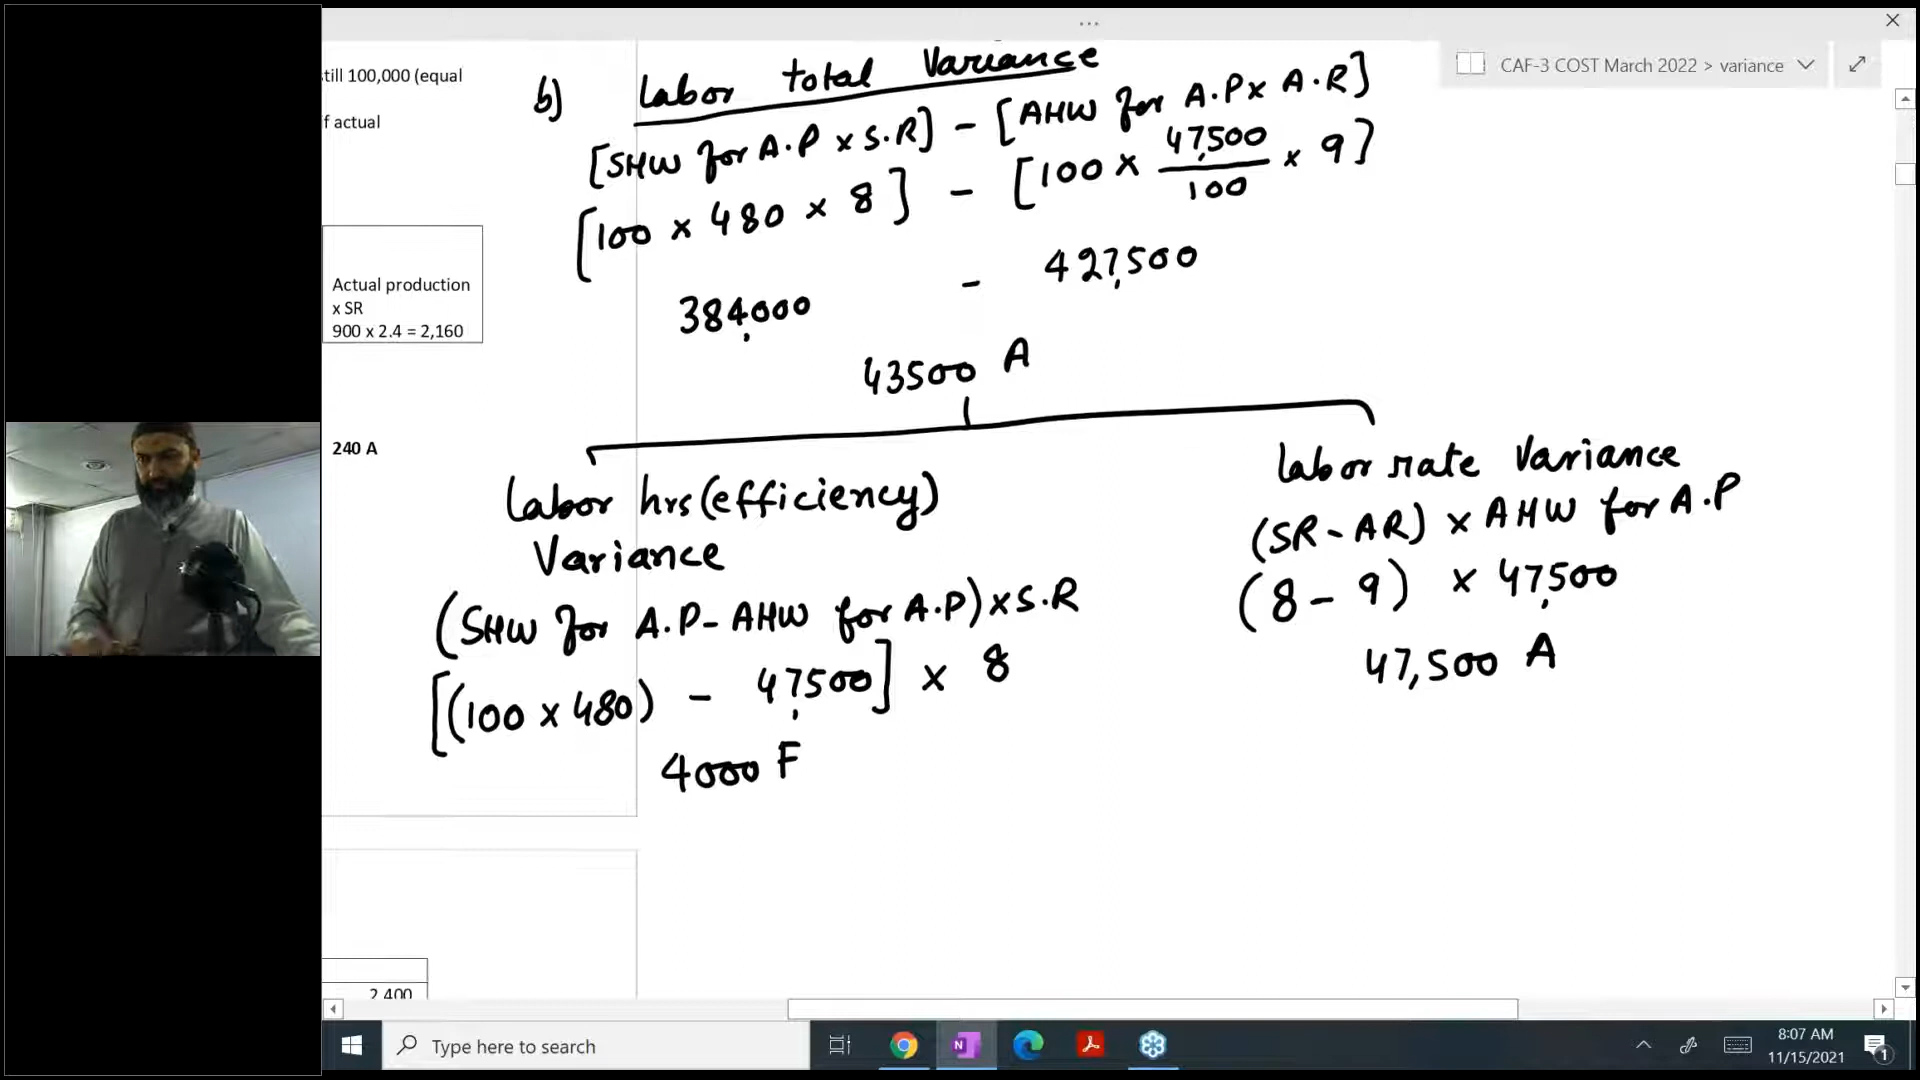 ...
CAF-3 COST March 2022 > variance
till 100,000 (equal
f actual
Actual production
x SR
900 x 2.4 = 2,160
240 A
2,400
b) Labor total Variance
[SHW for A.P x S.R] - [AHW for A.P x A.R]
[100 x 480 x 8] - [100 x 47,500/100 x 9]
384,000 - 427,500
43500 A
Labor hrs (efficiency)
Variance
(SHW for A.P - AHW for A.P) x S.R
[(100 x 480) - 47,500] x 8
4000 F
Labor rate Variance
(SR - AR) x AHW for A.P
(8 - 9) x 47,500
47,500 A
Type here to search
8:07 AM
11/15/2021
1